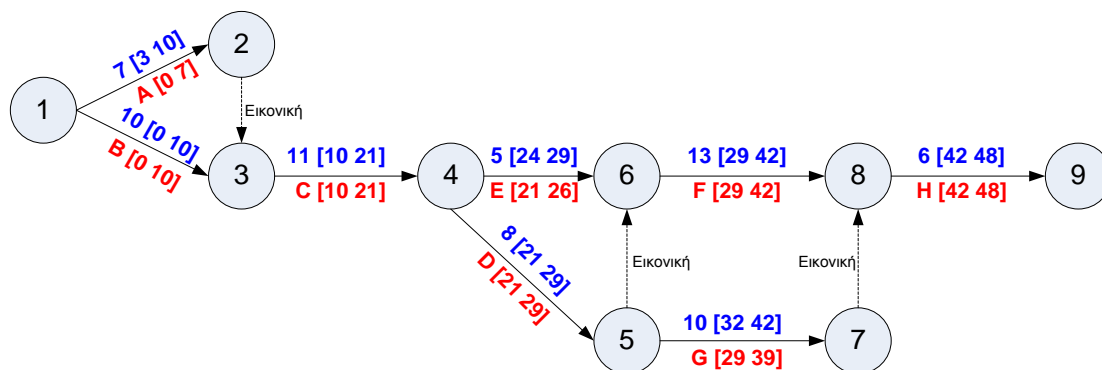 2
7 [3 10]
A [0 7]
1
Εικονική
10 [0 10]
B [0 10]
3
11 [10 21]
C [10 21]
4
5 [24 29]
E [21 26]
6
13 [29 42]
F [29 42]
8
6 [42 48]
H [42 48]
9
8 [21 29]
D [21 29]
Εικονική
Εικονική
5
10 [32 42]
G [29 39]
7